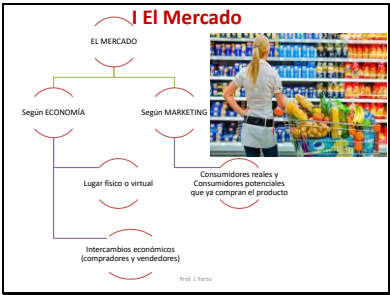 I El Mercado
EL MERCADO
Según ECONOMÍA
Según MARKETING
Lugar físico o virtual
Consumidores reales y
Consumidores potenciales
que ya compran el producto
Intercambios económicos
(compradores y vendedores)
Prof. J. Farto